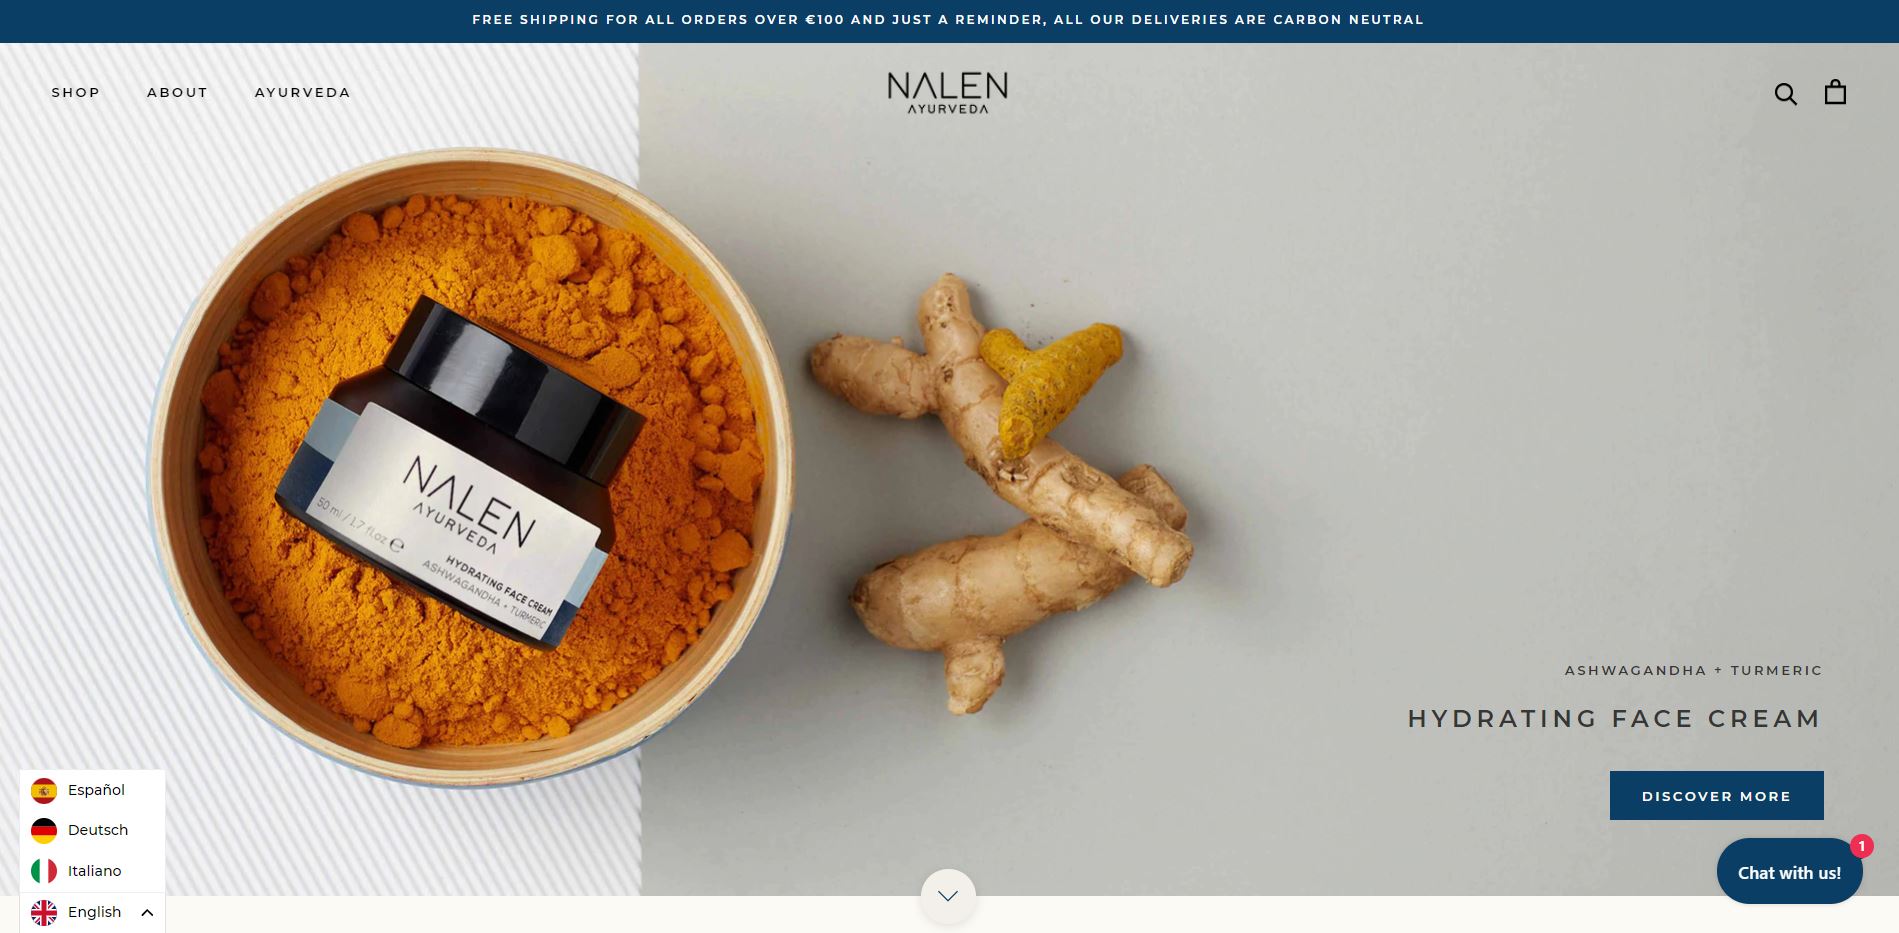 FREE SHIPPING FOR ALL ORDERS OVER €100 AND JUST A REMINDER, ALL OUR DELIVERIES ARE CARBON NEUTRAL
SHOP
ABOUT
AYURVEDA
NALEN
AYURVEDA
NALEN
AYURVEDA
50 ml / 1.7 fl.oz ℮
HYDRATING FACE CREAM
ASHWAGANDHA + TURMERIC
ASHWAGANDHA + TURMERIC
HYDRATING FACE CREAM
DISCOVER MORE
Español
Deutsch
Italiano
English
1
Chat with us!